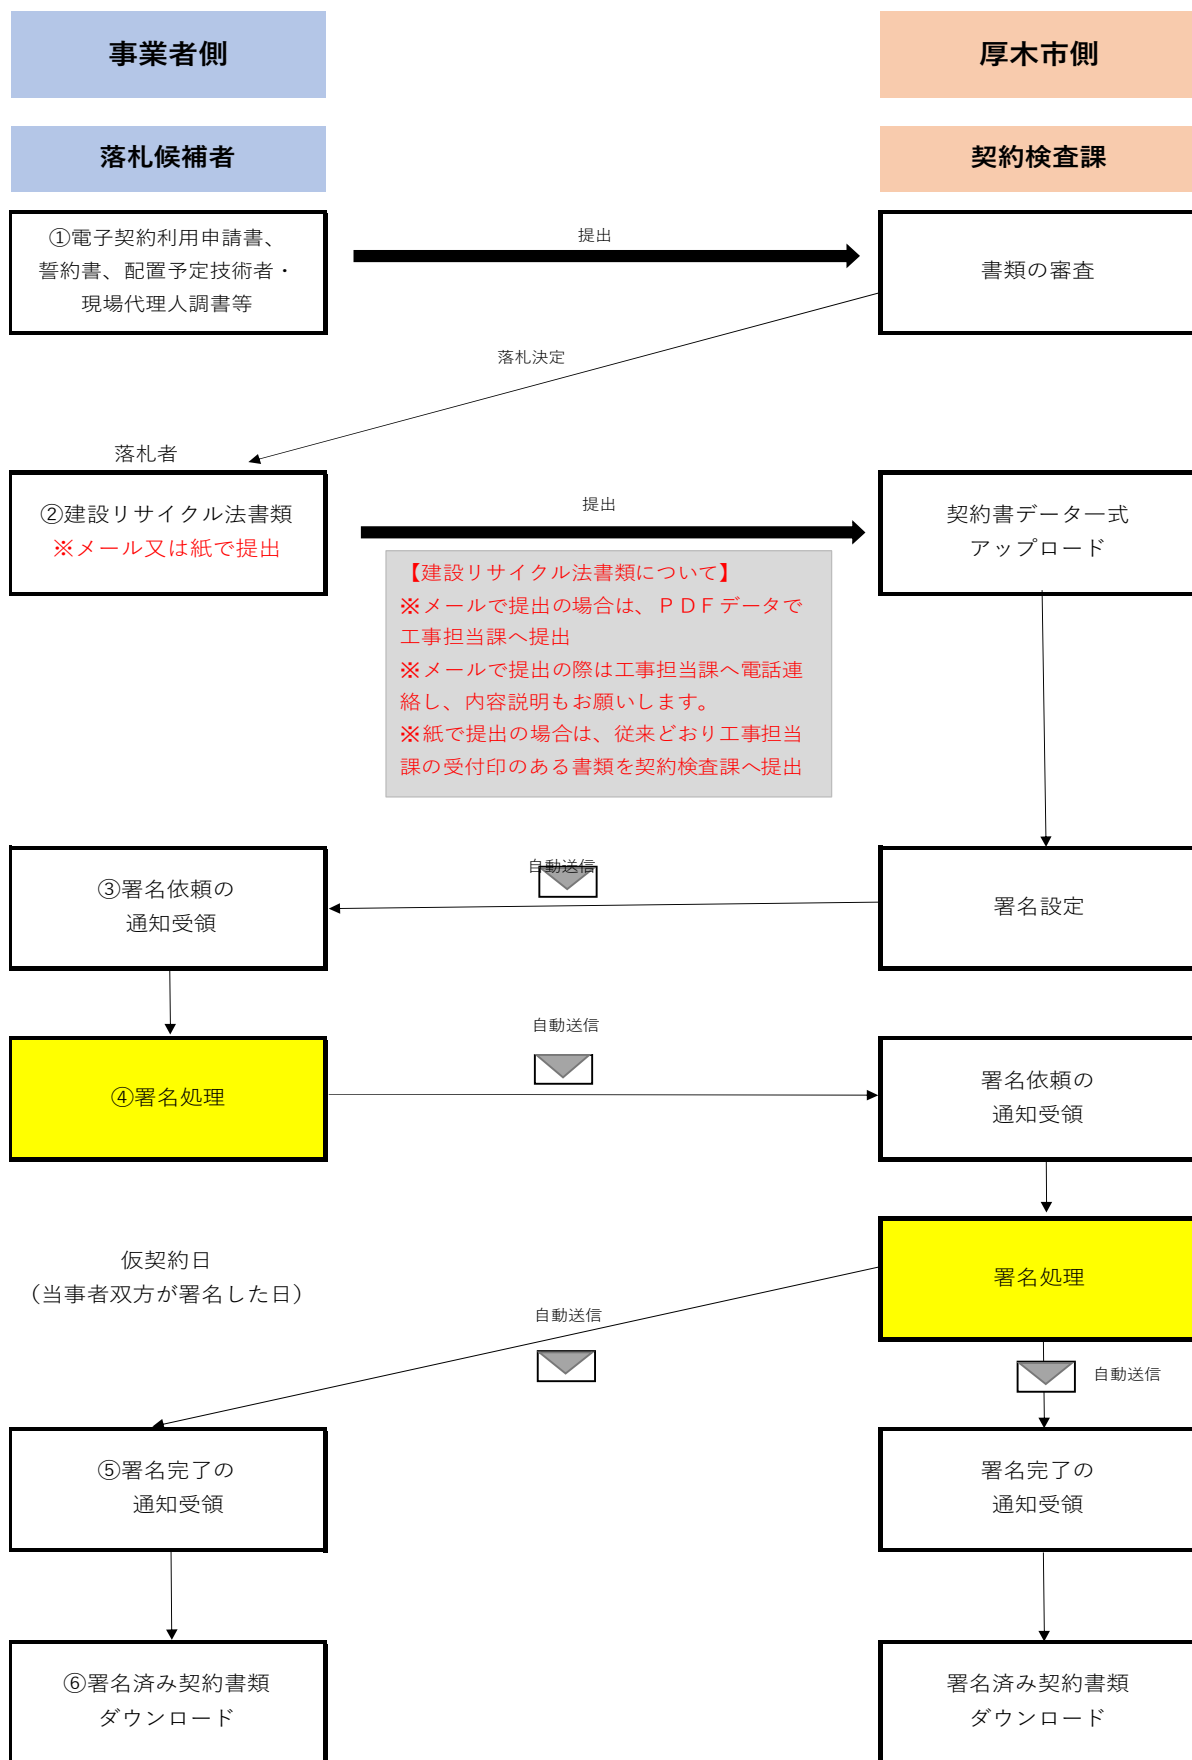 事業者側
厚木市側
落札候補者
契約検査課
①電子契約利用申請書、
誓約書、配置予定技術者・
現場代理人調書等
提出
書類の審査
落札決定
落札者
②建設リサイクル法書類
※メール又は紙で提出
提出
契約書データ一式
アップロード
【建設リサイクル法書類について】
※メールで提出の場合は、ＰＤＦデータで
工事担当課へ提出
※メールで提出の際は工事担当課へ電話連
絡し、内容説明もお願いします。
※紙で提出の場合は、従来どおり工事担当
課の受付印のある書類を契約検査課へ提出
③署名依頼の
通知受領
自動送信
署名設定
④署名処理
自動送信
署名依頼の
通知受領
仮契約日
（当事者双方が署名した日）
署名処理
自動送信
自動送信
⑤署名完了の
通知受領
署名完了の
通知受領
⑥署名済み契約書類
ダウンロード
署名済み契約書類
ダウンロード